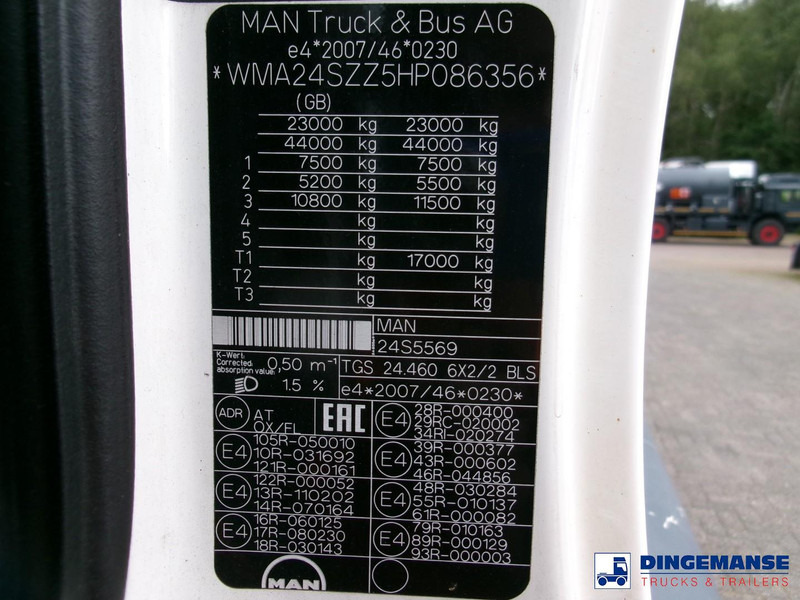 MAN Truck & Bus AG
e4*2007/46*0230
*WMA24SZZ5HP086356*
(GB)
23000 kg 23000 kg
44000 kg 44000 kg
1 7500 kg 7500 kg
2 5200 kg 5500 kg
3 10800 kg 11500 kg
4 kg kg
5 kg kg
T1 kg 17000 kg
T2 kg kg
T3 kg kg
MAN
24S5569
K-Wert:
Corrected absorption value: 0,50 m⁻¹
TGS 24.460 6X2/2 BLS
1.5 %
e4*2007/46*0230*
ADR AT OX/FL
EAC
E4 28R-000400
29RC-020002
34RI-020274
E4 105R-050010
10R-031692
121R-000161
E4 39R-000377
43R-000602
46R-044856
E4 122R-000052
13R-110202
14R-070164
E4 48R-030284
55R-010137
61R-000082
E4 16R-060125
17R-080230
18R-030143
E4 79R-010163
89R-000129
93R-000003
MAN
DINGEMANSE
TRUCKS & TRAILERS